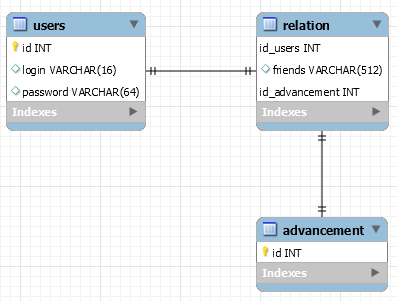 users
id INT
login VARCHAR(16)
password VARCHAR(64)
Indexes
relation
id_users INT
friends VARCHAR(512)
id_advancement INT
Indexes
advancement
id INT
Indexes